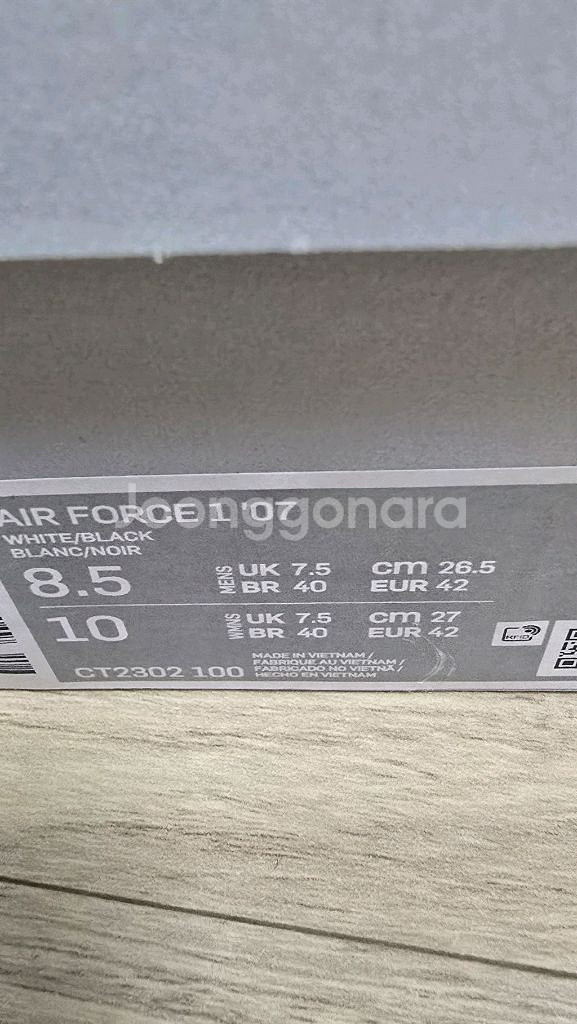 AIR FORCE 1 '07
WHITE/BLACK
BLANC/NOIR
8.5 MENS UK 7.5 CM 26.5
BR 40 EUR 42
10 WMNS UK 7.5 CM 27
BR 40 EUR 42
RFID
CT2302 100
MADE IN VIETNAM /
FABRIQUE AU VIETNAM /
FABRICADO NO VIETNÃ /
HECHO EN VIETNAM
Joonggonara